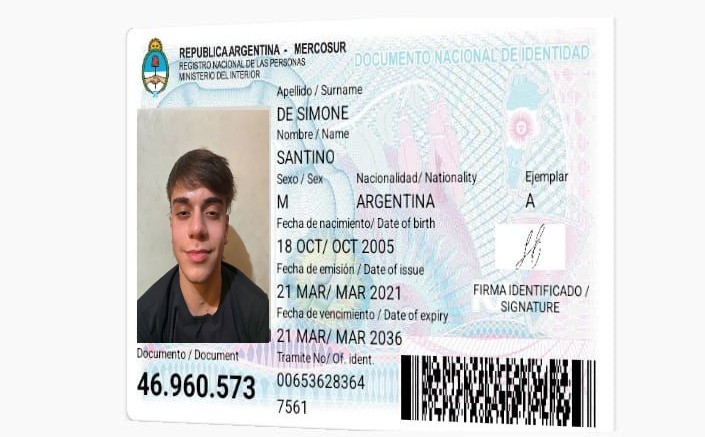 REPUBLICA ARGENTINA - MERCOSUR
REGISTRO NACIONAL DE LAS PERSONAS
MINISTERIO DEL INTERIOR
DOCUMENTO NACIONAL DE IDENTIDAD
Apellido / Surname
DE SIMONE
Nombre / Name
SANTINO
Sexo / Sex
Nacionalidad/ Nationality
Ejemplar
M
ARGENTINA
A
Fecha de nacimiento/ Date of birth
18 OCT/ OCT 2005
Fecha de emisión / Date of issue
21 MAR/ MAR 2021
FIRMA IDENTIFICADO /
SIGNATURE
Fecha de vencimiento / Date of expiry
21 MAR/ MAR 2036
Documento / Document
46.960.573
Tramite No/ Of. ident.
00653628364
7561